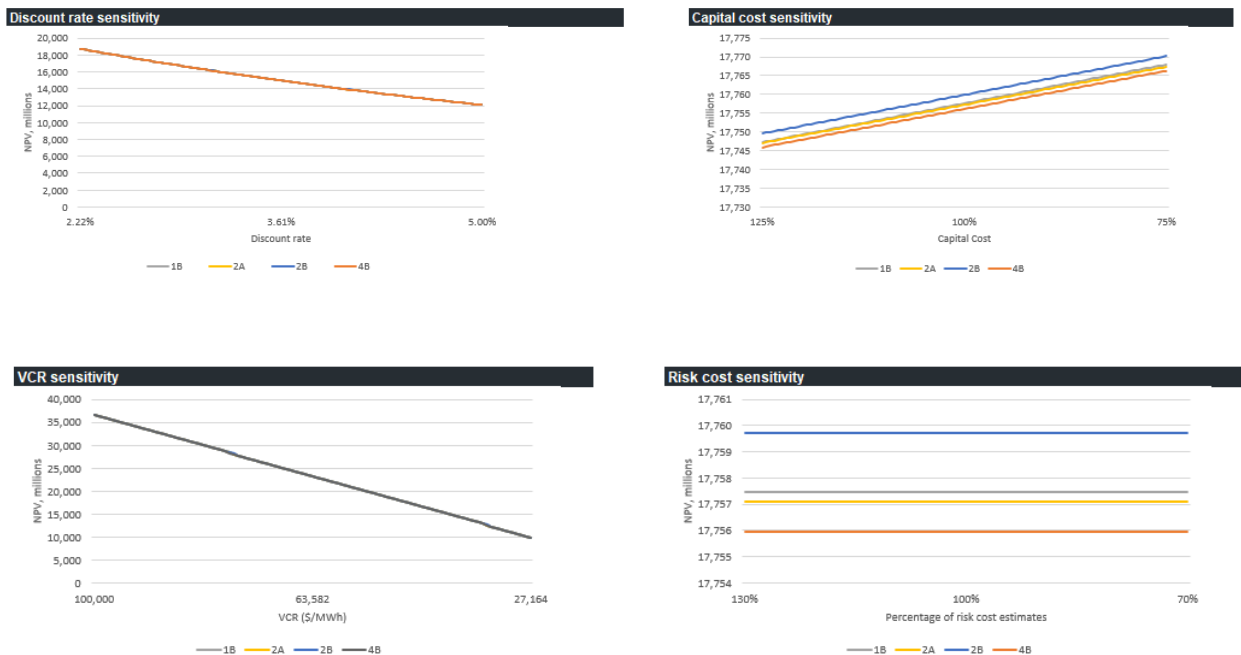 Discount rate sensitivity
20,000
18,000
16,000
14,000
12,000
10,000
8,000
6,000
4,000
2,000
0
NPV, millions
2.22% 3.61% 5.00%
Discount rate
1B 2A 2B 4B
Capital cost sensitivity
17,775
17,770
17,765
17,760
17,755
17,750
17,745
17,740
17,735
17,730
NPV, millions
125% 100% 75%
Capital Cost
1B 2A 2B 4B
VCR sensitivity
40,000
35,000
30,000
25,000
20,000
15,000
10,000
5,000
0
NPV, millions
100,000 63,582 27,164
VCR ($/MWh)
1B 2A 2B 4B
Risk cost sensitivity
17,761
17,760
17,759
17,758
17,757
17,756
17,755
17,754
NPV, millions
130% 100% 70%
Percentage of risk cost estimates
1B 2A 2B 4B